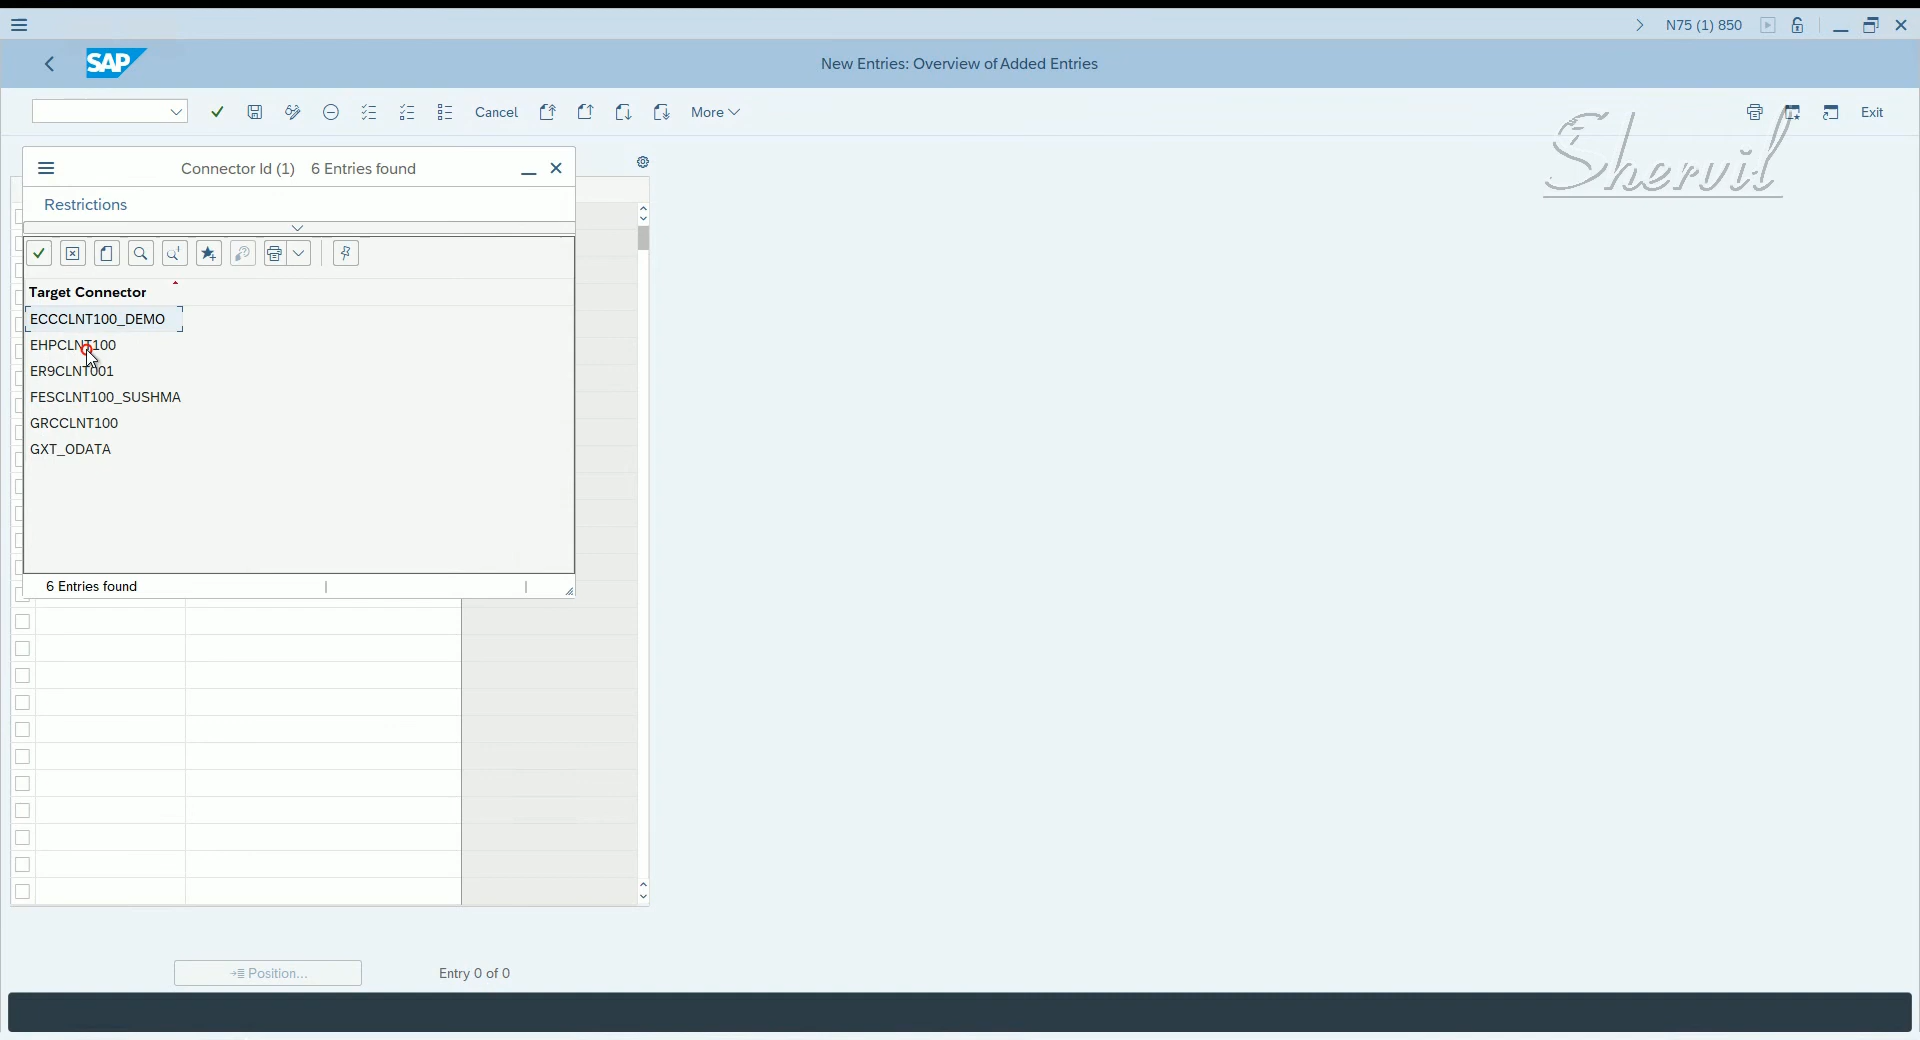 N75 (1) 850
SAP
New Entries: Overview of Added Entries
Cancel
More
Exit
Shervil
Connector Id (1) 6 Entries found
Restrictions
Target Connector
ECCCLNT100_DEMO
EHPCLNT100
ER9CLNT001
FESCLNT100_SUSHMA
GRCCLNT100
GXT_ODATA
6 Entries found
Position...
Entry 0 of 0